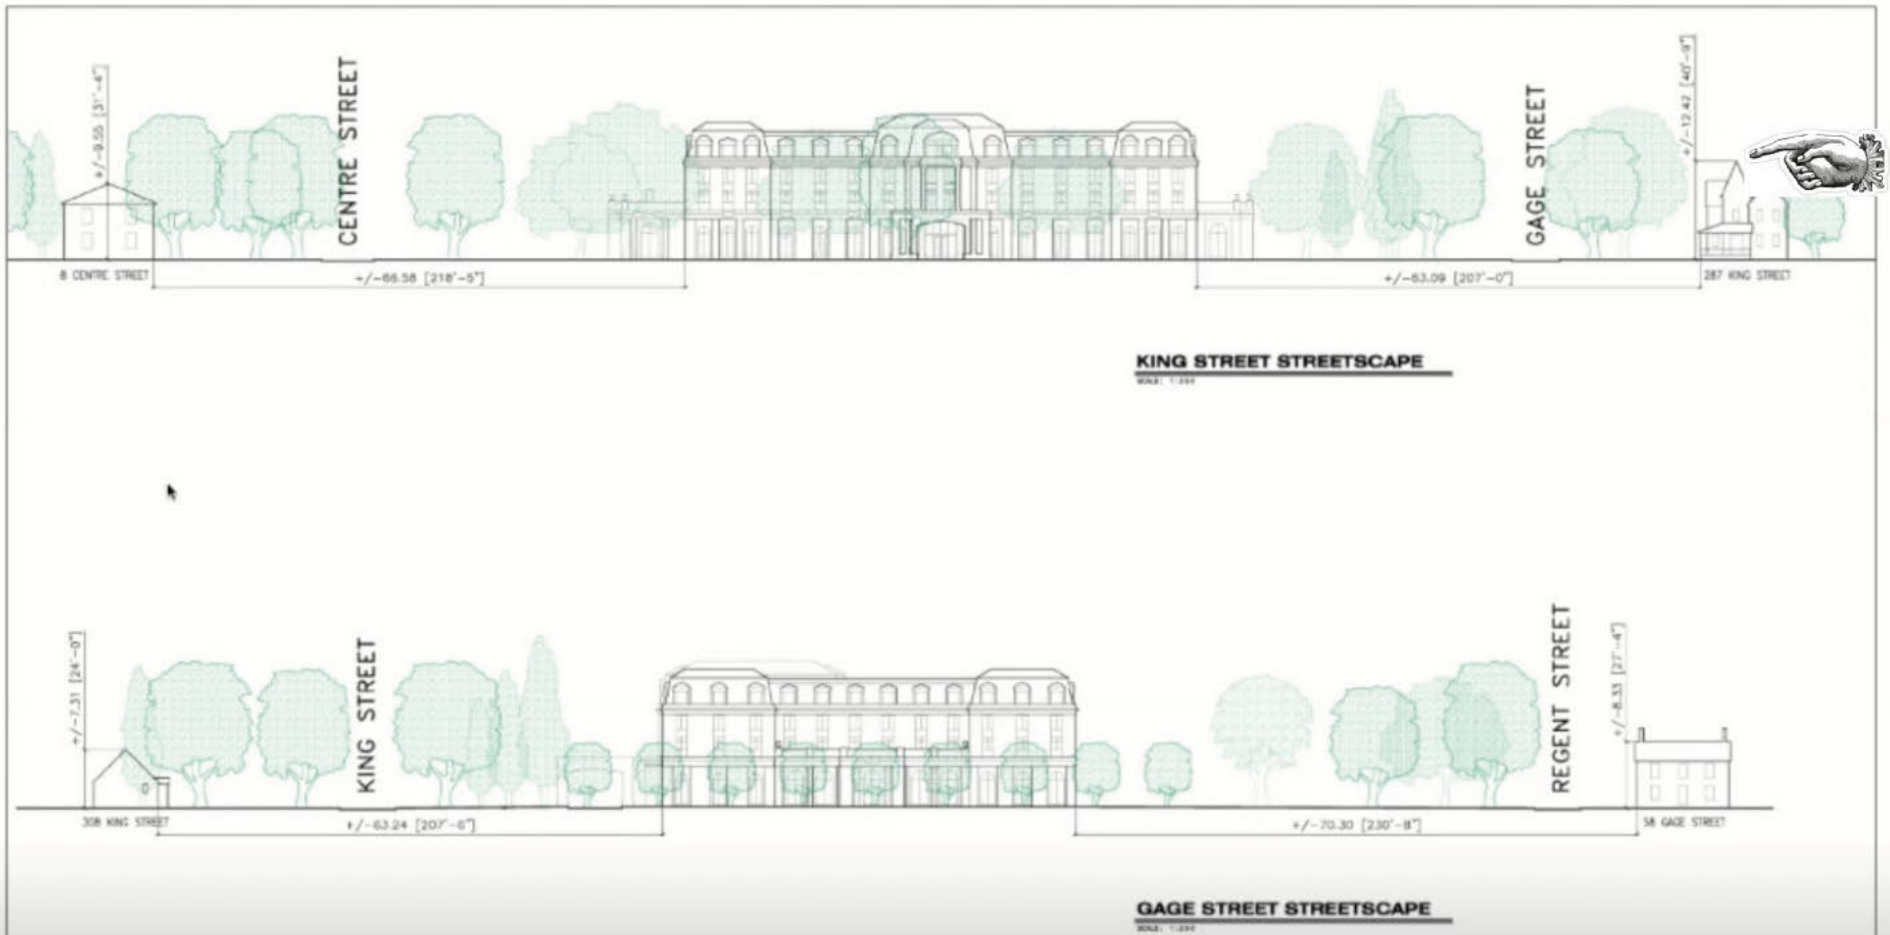 +/-9.55 [31'-4"]
CENTRE STREET
GAGE STREET
+/-12.42 [40'-9"]
8 CENTRE STREET
+/-66.58 [218'-5"]
+/-63.09 [207'-0"]
287 KING STREET
KING STREET STREETSCAPE
SCALE:
+/-7.31 [24'-0"]
KING STREET
REGENT STREET
+/-8.33 [27'-4"]
308 KING STREET
+/-63.24 [207'-6"]
+/-70.30 [230'-8"]
58 GAGE STREET
GAGE STREET STREETSCAPE
SCALE: